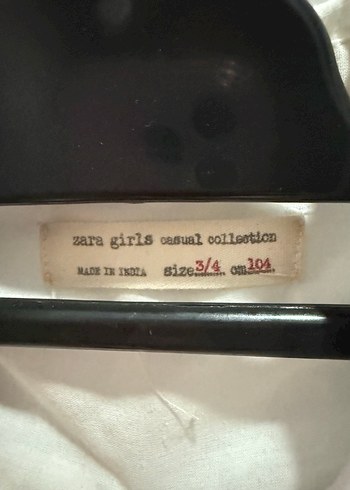 zara girls casual collection
MADE IN INDIA size 3/4 cm 104